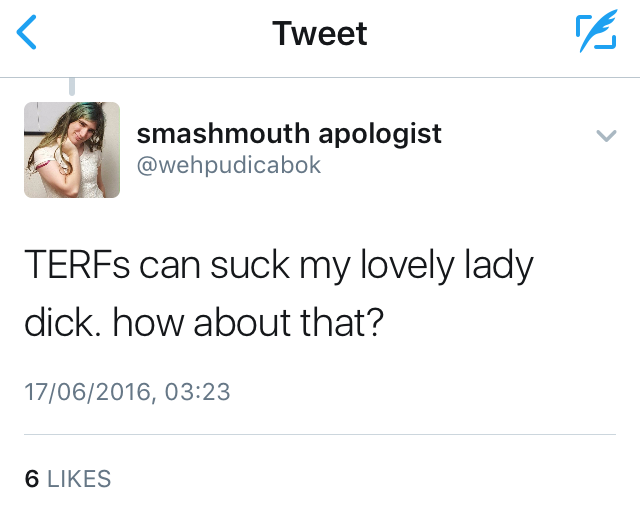 Tweet
smashmouth apologist
@wehpudicabok
TERFs can suck my lovely lady
dick. how about that?
17/06/2016, 03:23
6 LIKES